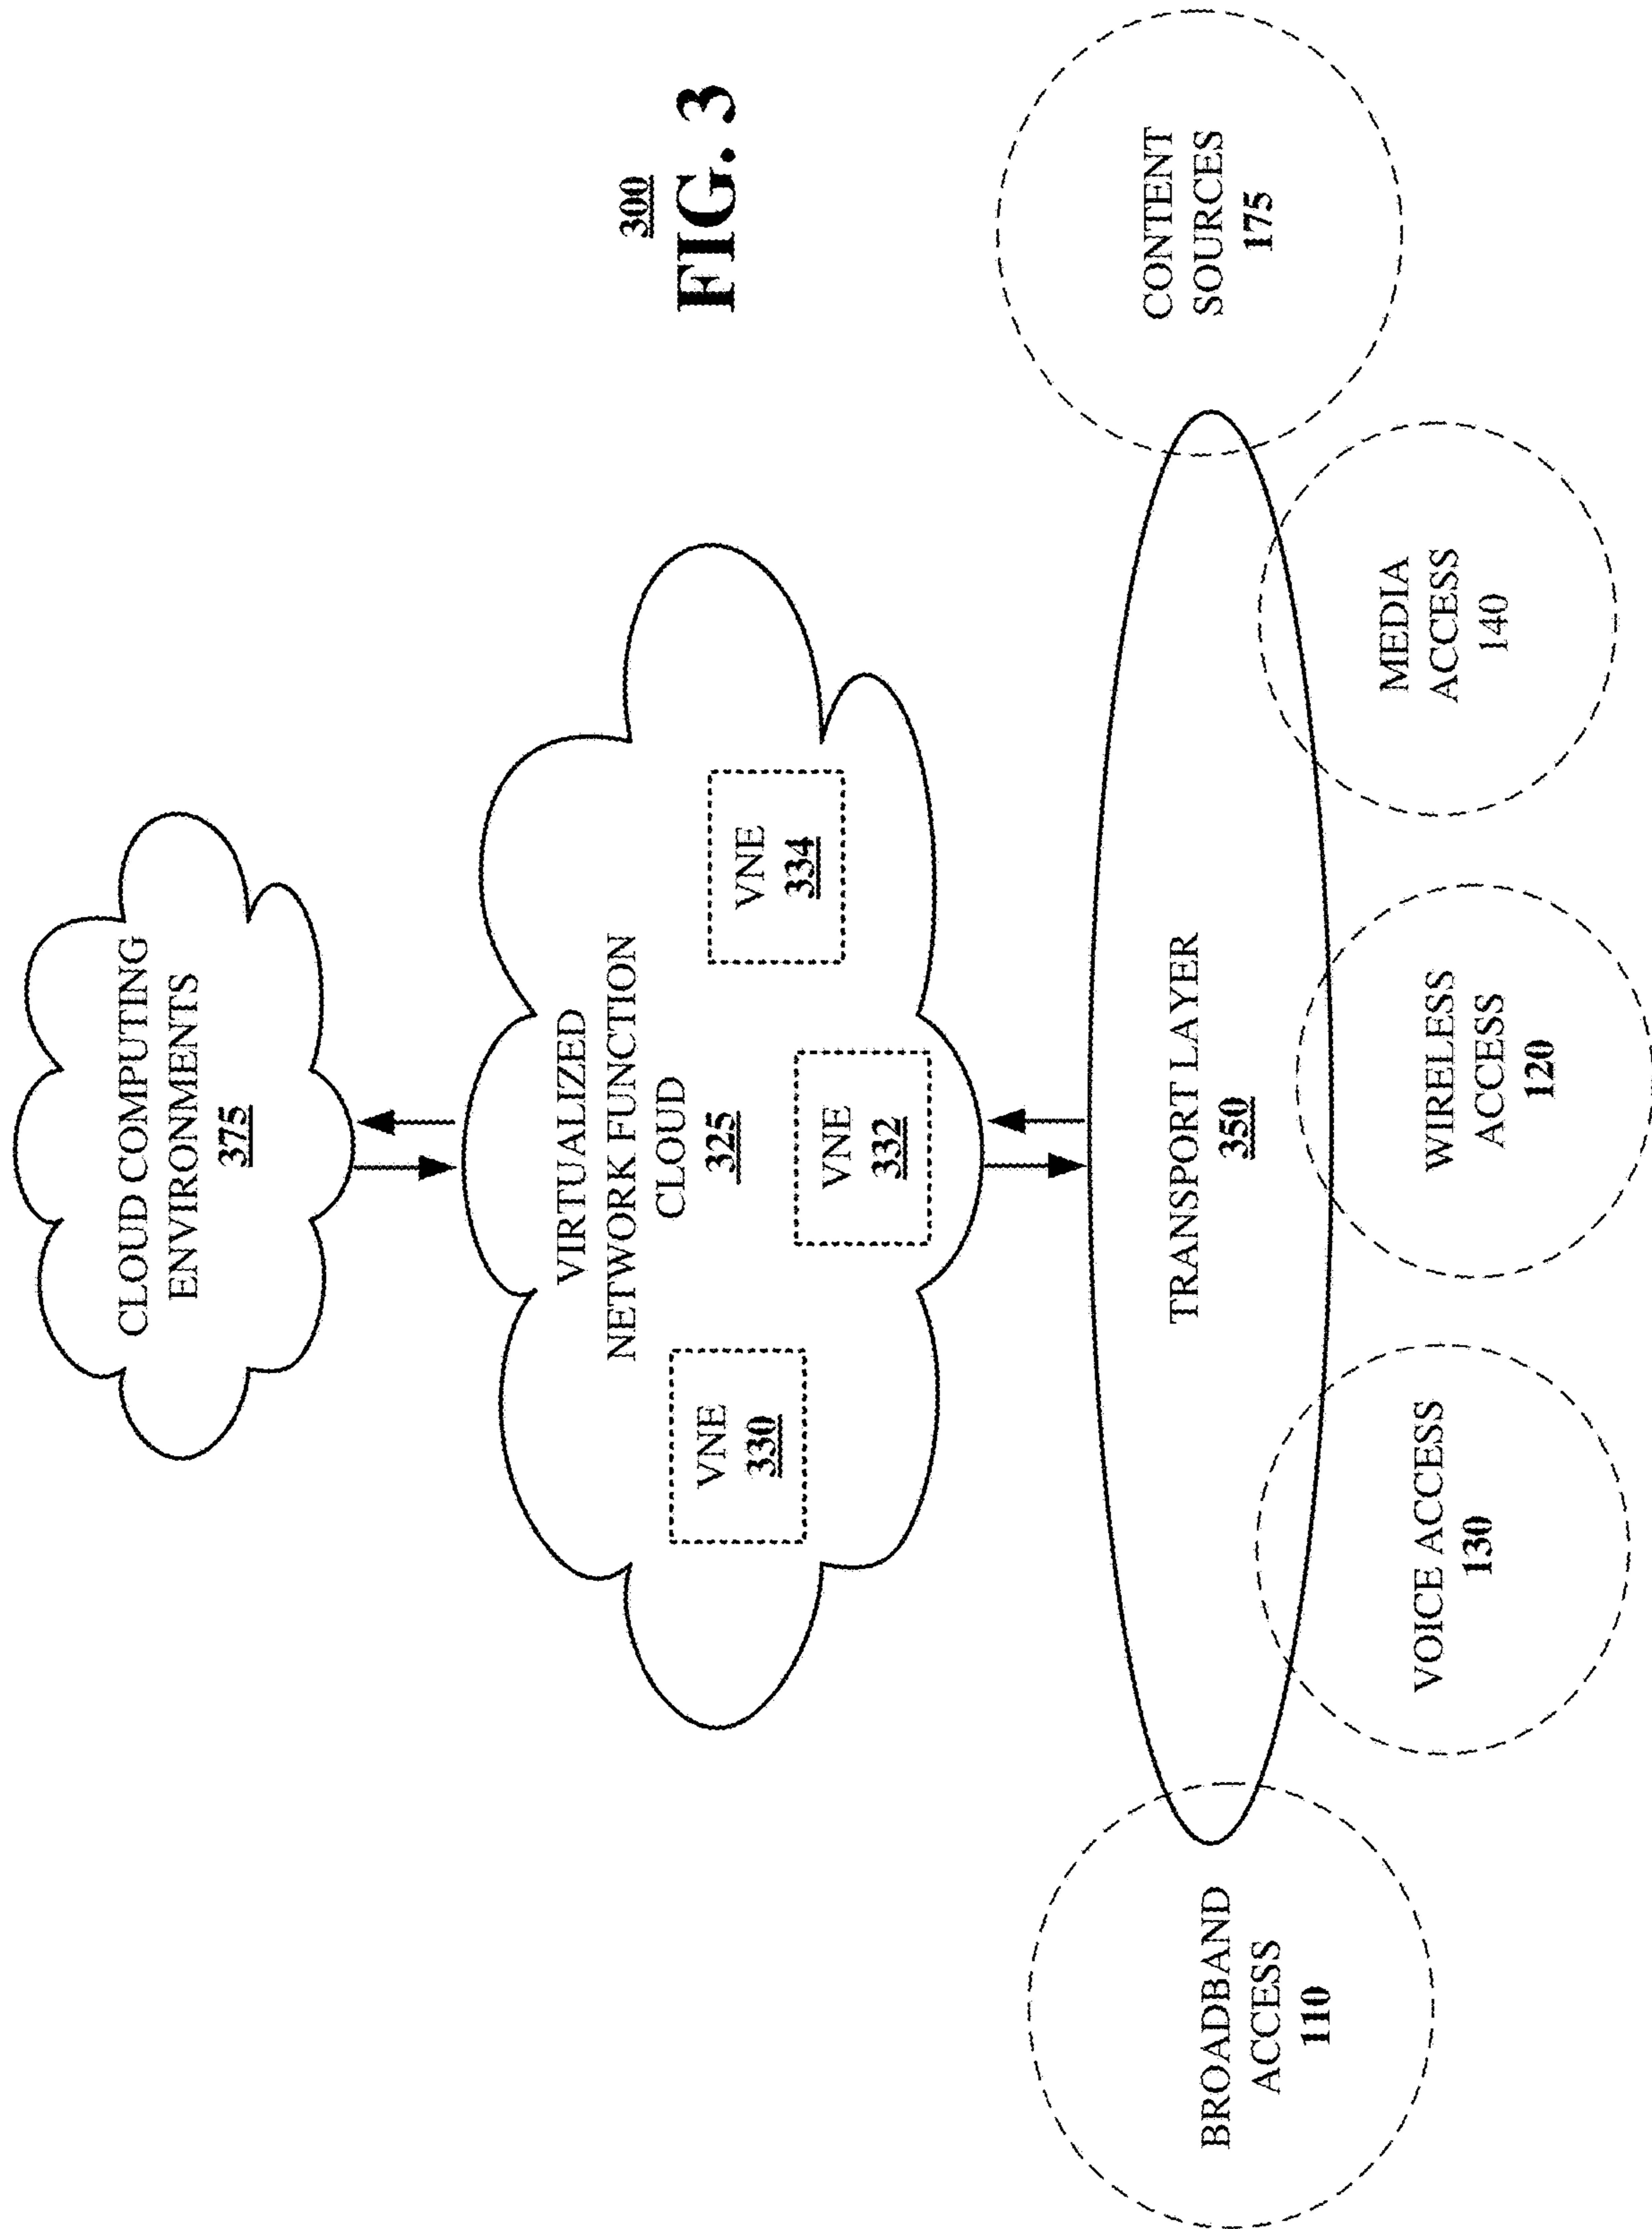 CLOUD COMPUTING
ENVIRONMENTS
375
VIRTUALIZED
NETWORK FUNCTION
CLOUD
325
VNE
330
VNE
332
VNE
334
300
FIG. 3
TRANSPORT LAYER
350
BROADBAND
ACCESS
110
VOICE ACCESS
130
WIRELESS
ACCESS
120
MEDIA
ACCESS
140
CONTENT
SOURCES
175